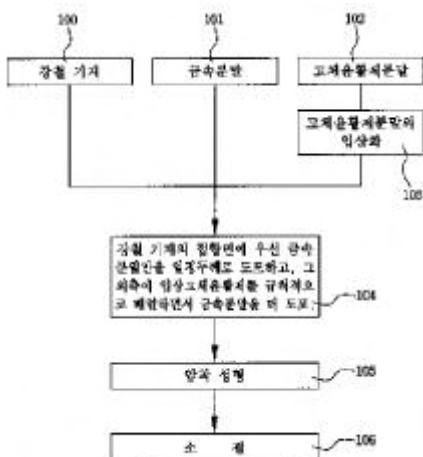 100
101
102
강철 기재
금속분말
고체윤활제분말
고체윤활제분말의
입상화
103
강철 기재의 접합면에 우선 금속
분말만을 일정두께로 도포하고, 그
외측에 입상고체윤활제를 규칙적으
로 배열하면서 금속분말을 더 도포
104
압축 성형
105
소 결
106